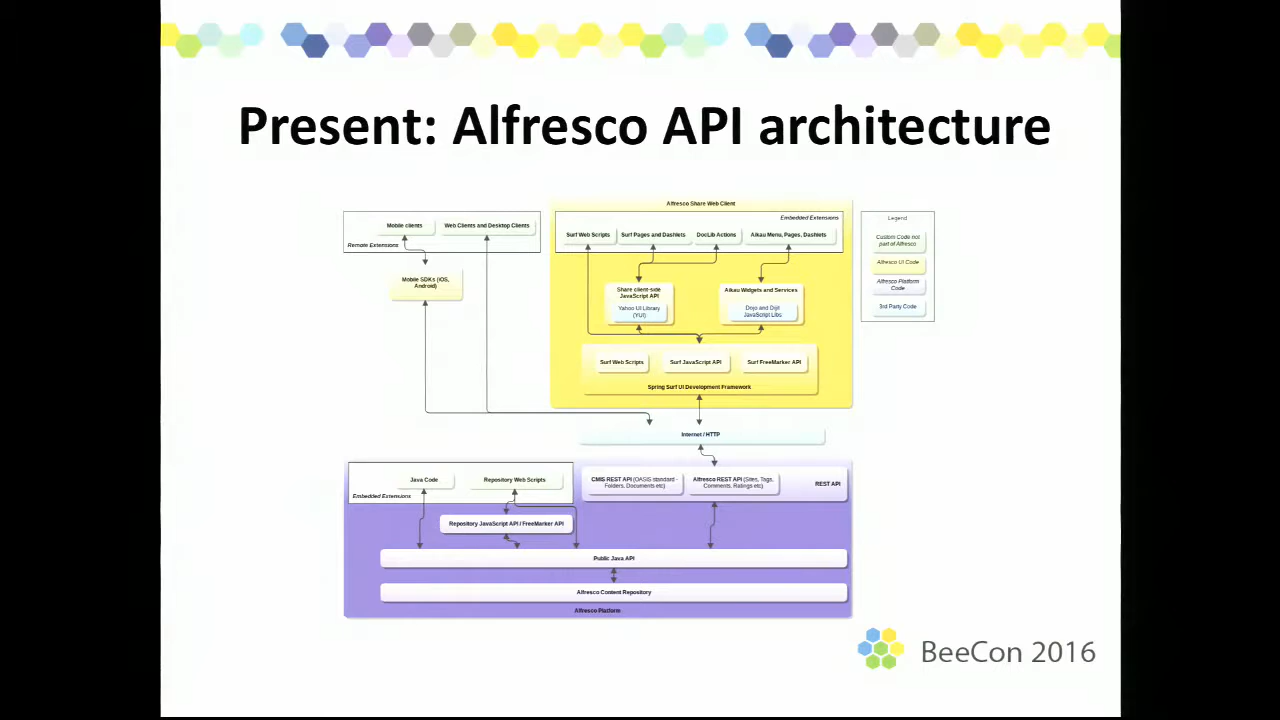 Present: Alfresco API architecture
Alfresco Share Web Client
Mobile clients
Web Clients and Desktop Clients
Remote Extensions
Embedded Extensions
Surf Web Scripts
Surf Pages and Dashlets
DocLib Actions
Aikau Menu, Pages, Dashlets
Legend
Custom Code not
part of Alfresco
Alfresco UI Code
Alfresco Platform
Code
3rd Party Code
Mobile SDKs (iOS,
Android)
Share client-side
JavaScript API
Yahoo UI Library
(YUI)
Aikau Widgets and Services
Dojo and Dijit
JavaScript Libs
Surf Web Scripts
Surf JavaScript API
Surf FreeMarker API
Spring Surf UI Development Framework
Internet / HTTP
Java Code
Repository Web Scripts
Embedded Extensions
CMIS REST API (OASIS standard -
Folders, Documents etc)
Alfresco REST API (Sites, Tags,
Comments, Ratings etc)
REST API
Repository JavaScript API / FreeMarker API
Public Java API
Alfresco Content Repository
Alfresco Platform
BeeCon 2016